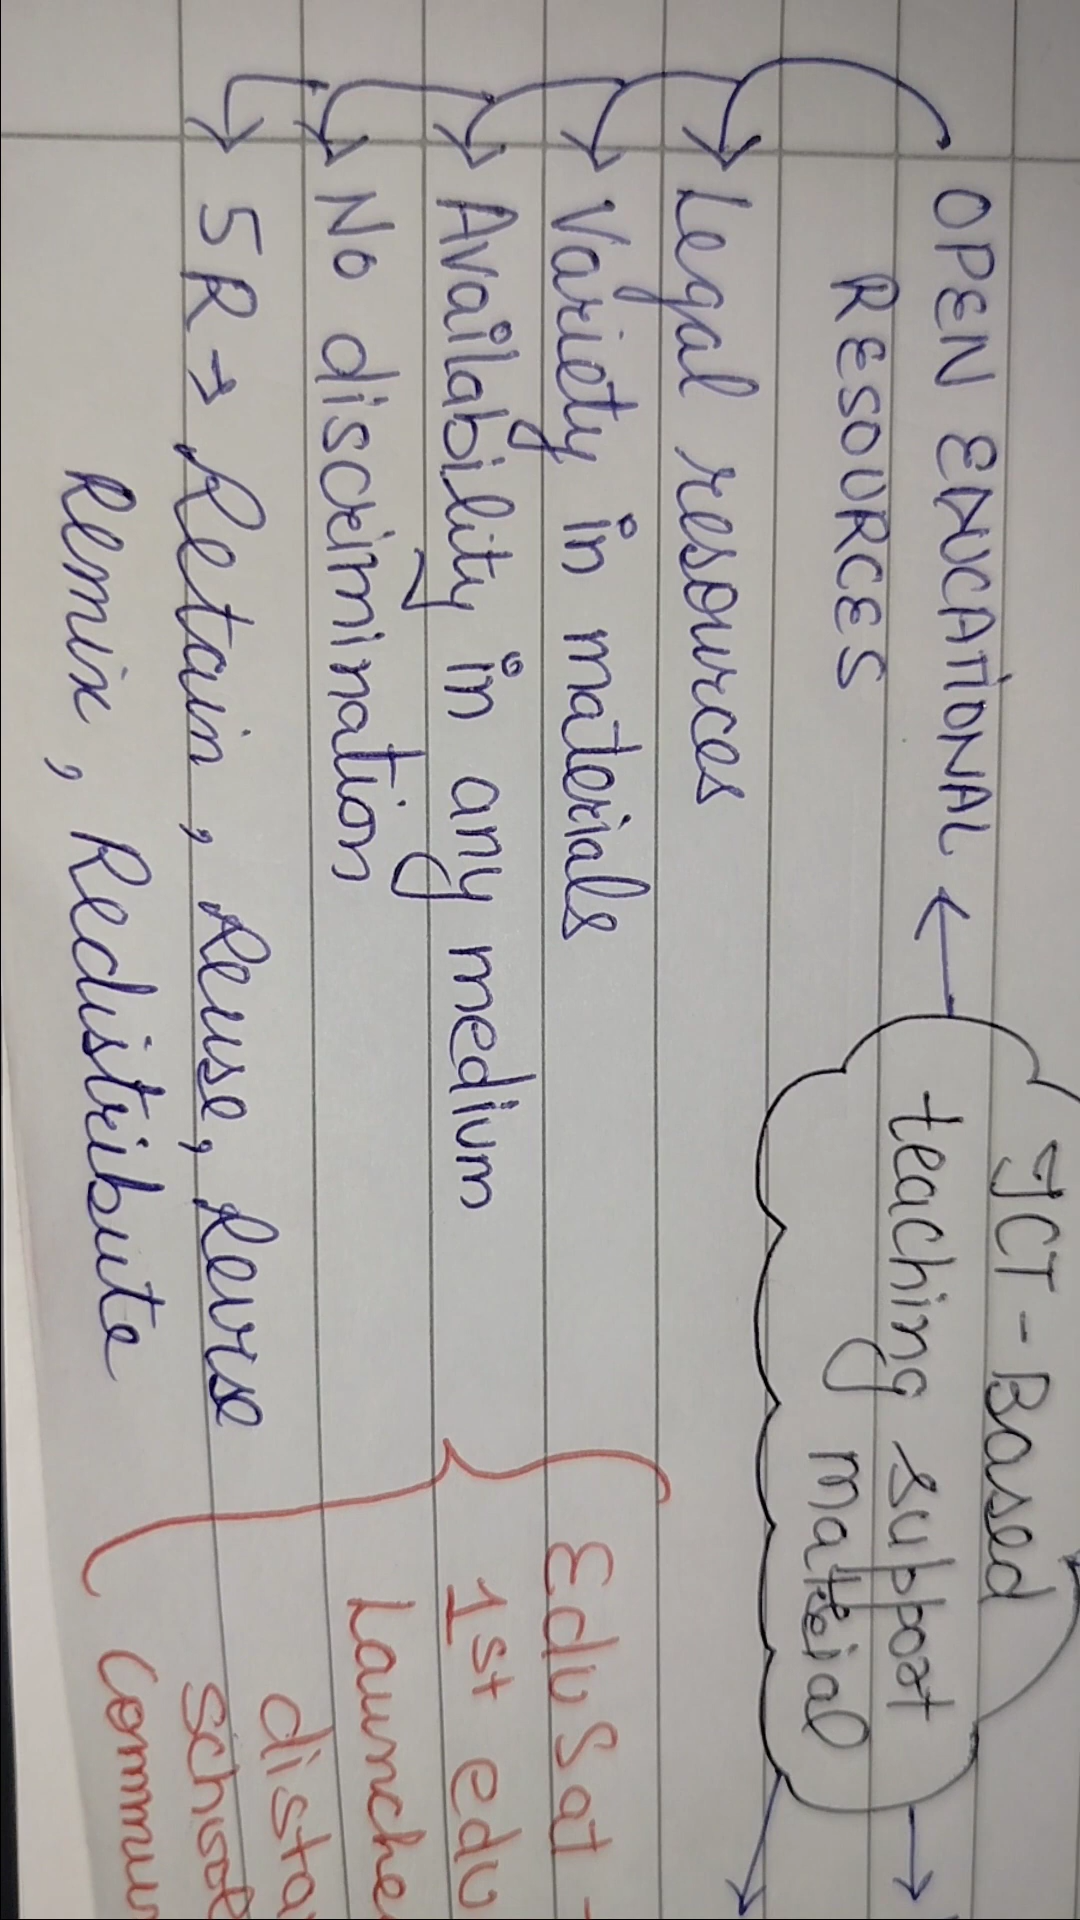 ICT-Based
teaching support
material
OPEN EDUCATIONAL
RESOURCES
Legal resources
Variety in materials
Availability in any medium
No discrimination
5R → Retain, Reuse, Revise
Remix, Redistribute
EduSat -
1st edu
Launche
dista
school
commun